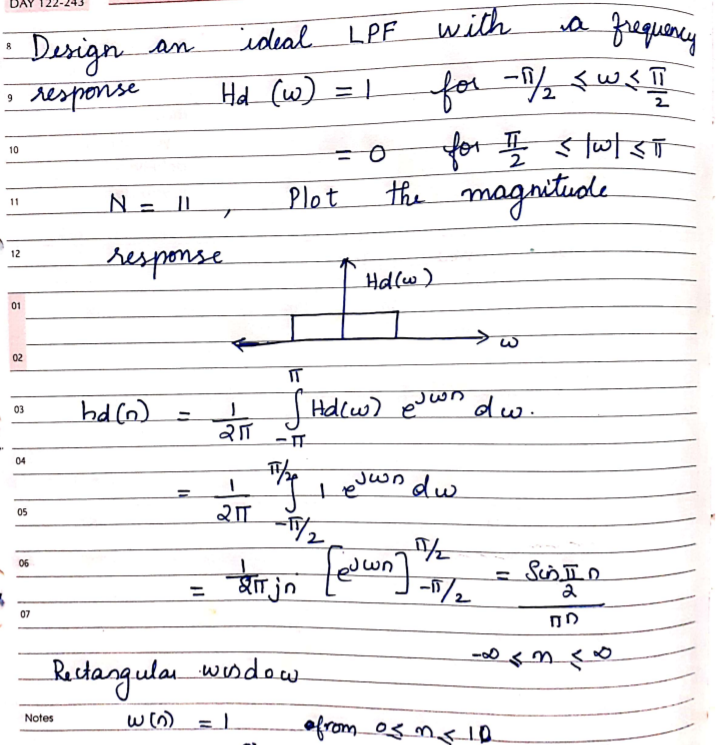 DAY 122-243
8 Design an ideal LPF with a frequency
9 response Hd (ω) = 1 for -π/2 ≤ ω ≤ π/2
10 = 0 for π/2 ≤ |ω| ≤ π
11 N = 11 , Plot the magnitude
12 response
Hd(ω)
01
ω
02
03 hd(n) = 1/2π ∫_{-π}^{π} Hd(ω) e^{jωn} dω.
04
= 1/2π ∫_{-π/2}^{π/2} 1 e^{jωn} dω
05
06 = 1/2πjn [e^{jωn}]_{-π/2}^{π/2} = Sin π/2 n / πn
07
-∞ ≤ n ≤ ∞
Rectangular window
Notes w(n) = 1 from 0 ≤ n ≤ 10